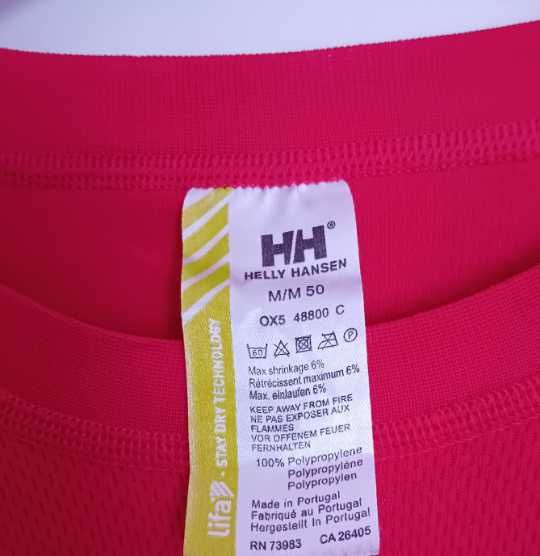 HH®
HELLY HANSEN
M/M 50
OX5 48800 C
60 P
Max shrinkage 6%
Rétrécissent maximum 6%
Max. einlaufen 6%
KEEP AWAY FROM FIRE
NE PAS EXPOSER AUX
FLAMMES
VOR OFFENEM FEUER
FERNHALTEN
100% Polypropylene
Polypropylène
Polypropylen
Made in Portugal
Fabriqué au Portugal
Hergestellt In Portugal
RN 73983 CA 26405
lifa - STAY DRY TECHNOLOGY